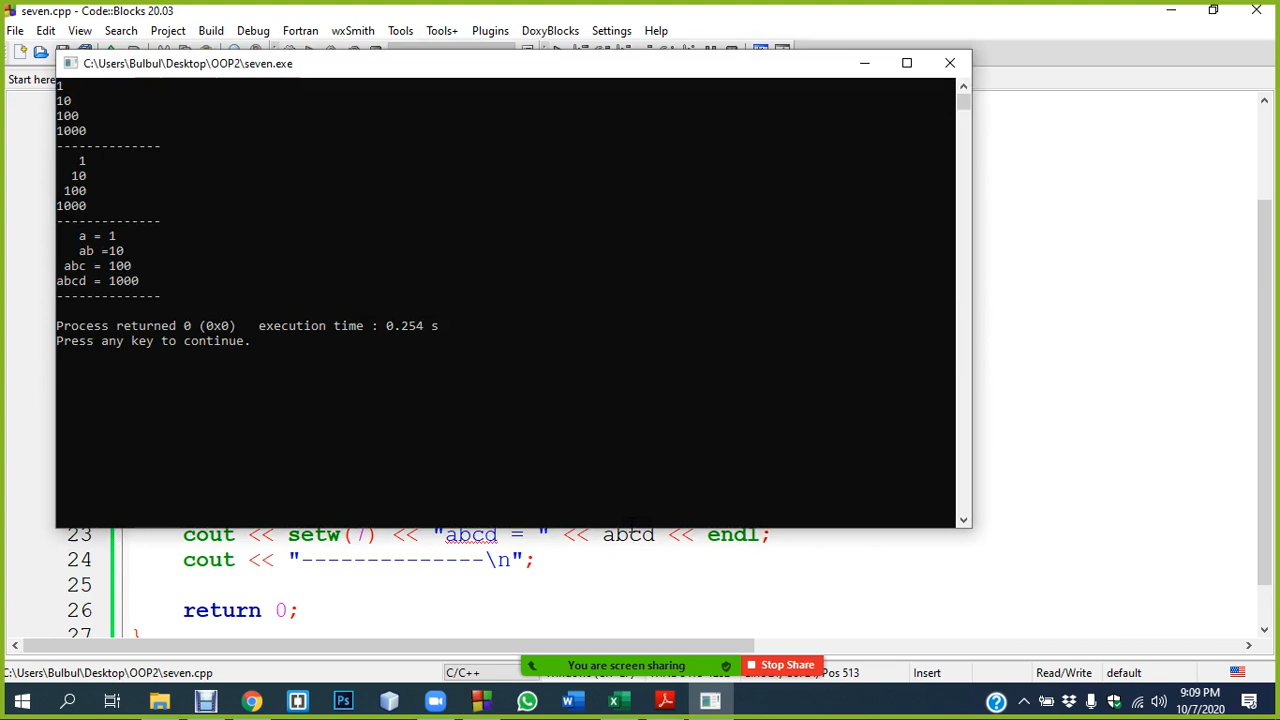 seven.cpp - Code::Blocks 20.03
File Edit View Search Project Build Debug Fortran wxSmith Tools Tools+ Plugins DoxyBlocks Settings Help
C:\Users\Bulbul\Desktop\OOP2\seven.exe
Start here
1
10
100
1000
--------------
   1
  10
 100
1000
--------------
   a = 1
   ab =10
 abc = 100
abcd = 1000
--------------
Process returned 0 (0x0)   execution time : 0.254 s
Press any key to continue.
23 cout << setw(7) << "abcd = " << abcd << endl;
24 cout << "--------------\n";
25
26 return 0;
27 }
C:\Users\Bulbul\Desktop\OOP2\seven.cpp C/C++ Pos 513 Insert Read/Write default
You are screen sharing Stop Share
9:09 PM
10/7/2020